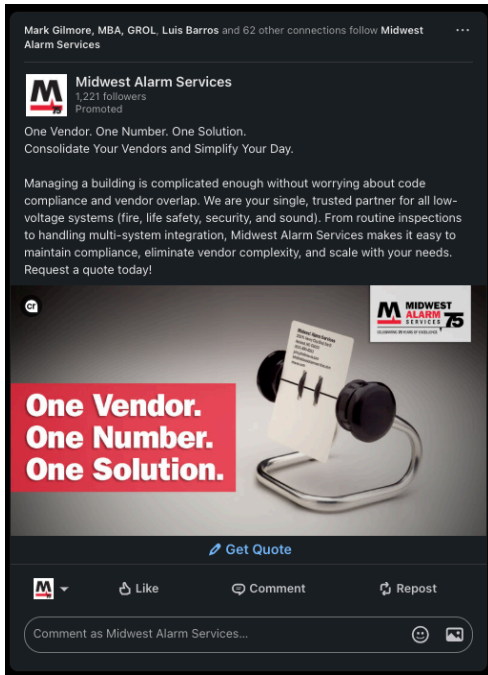 Mark Gilmore, MBA, GROL, Luis Barros and 62 other connections follow Midwest
Alarm Services
Midwest Alarm Services
1,221 followers
Promoted
One Vendor. One Number. One Solution.
Consolidate Your Vendors and Simplify Your Day.
Managing a building is complicated enough without worrying about code
compliance and vendor overlap. We are your single, trusted partner for all low-
voltage systems (fire, life safety, security, and sound). From routine inspections
to handling multi-system integration, Midwest Alarm Services makes it easy to
maintain compliance, eliminate vendor complexity, and scale with your needs.
Request a quote today!
cr
MIDWEST
ALARM
SERVICES 75
Midwest Alarm Services
One Vendor.
One Number.
One Solution.
Get Quote
Like
Comment
Repost
Comment as Midwest Alarm Services...